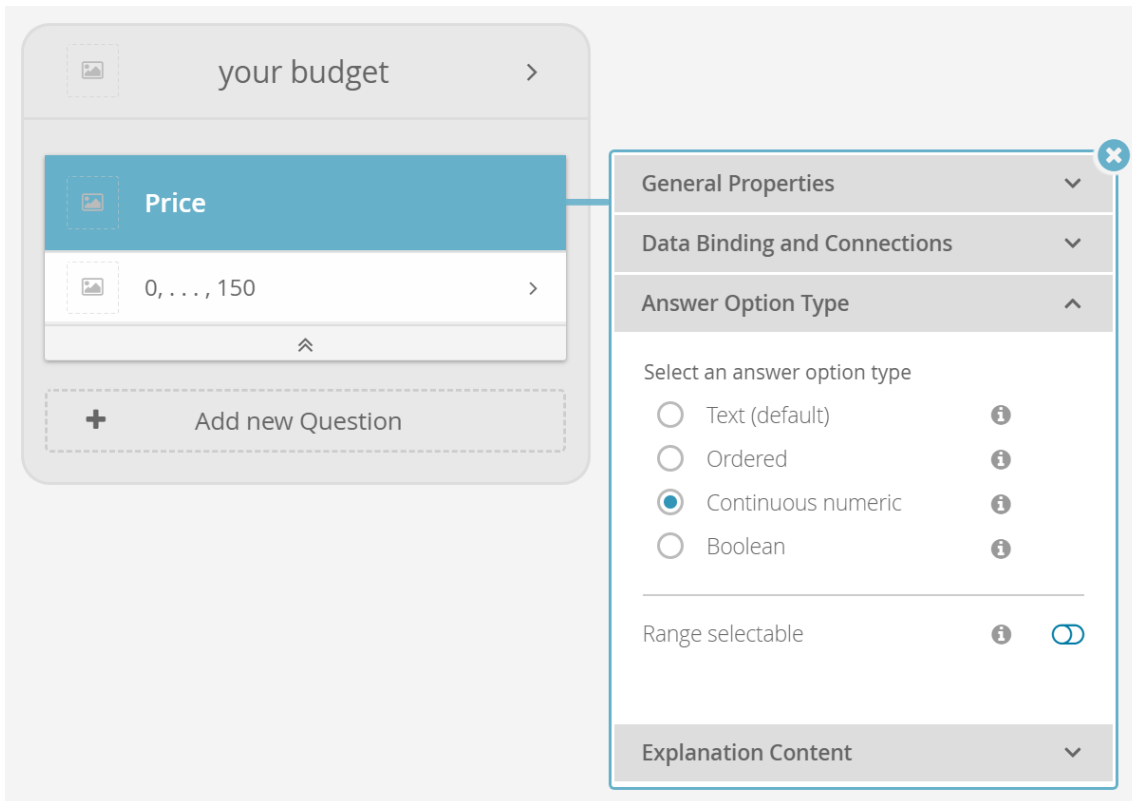 your budget
Price
0, . . . , 150
Add new Question
General Properties
Data Binding and Connections
Answer Option Type
Select an answer option type
Text (default)
Ordered
Continuous numeric
Boolean
Range selectable
Explanation Content